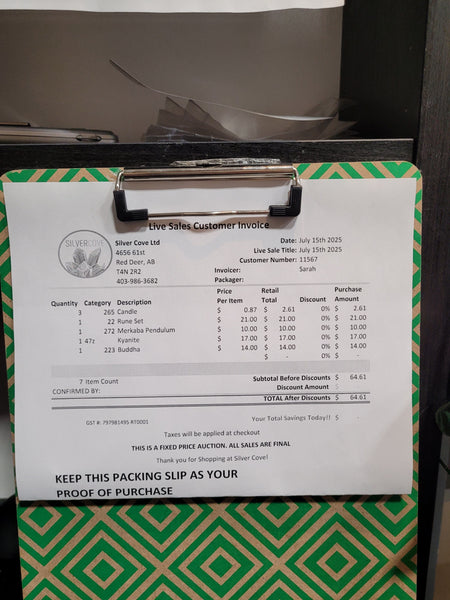 Live Sales Customer Invoice
SILVERCOVE
Silver Cove Ltd
4656 61st
Red Deer, AB
T4N 2R2
403-986-3682
Date: July 15th 2025
Live Sale Title: July 15th 2025
Customer Number: 11567
Invoicer: Sarah
Packager:
Quantity Category Description Price Per Item Retail Total Discount Purchase Amount
3 265 Candle $ 0.87 $ 2.61 0% $ 2.61
1 22 Rune Set $ 21.00 $ 21.00 0% $ 21.00
1 272 Merkaba Pendulum $ 10.00 $ 10.00 0% $ 10.00
1 47z Kyanite $ 17.00 $ 17.00 0% $ 17.00
1 223 Buddha $ 14.00 $ 14.00 0% $ 14.00
$ - 0% $ -
7 Item Count
CONFIRMED BY:
Subtotal Before Discounts $ 64.61
Discount Amount $
TOTAL After Discounts $ 64.61
GST #: 797981495 RT0001
Your Total Savings Today!! $ -
Taxes will be applied at checkout
THIS IS A FIXED PRICE AUCTION. ALL SALES ARE FINAL
Thank you for Shopping at Silver Cove!
KEEP THIS PACKING SLIP AS YOUR
PROOF OF PURCHASE